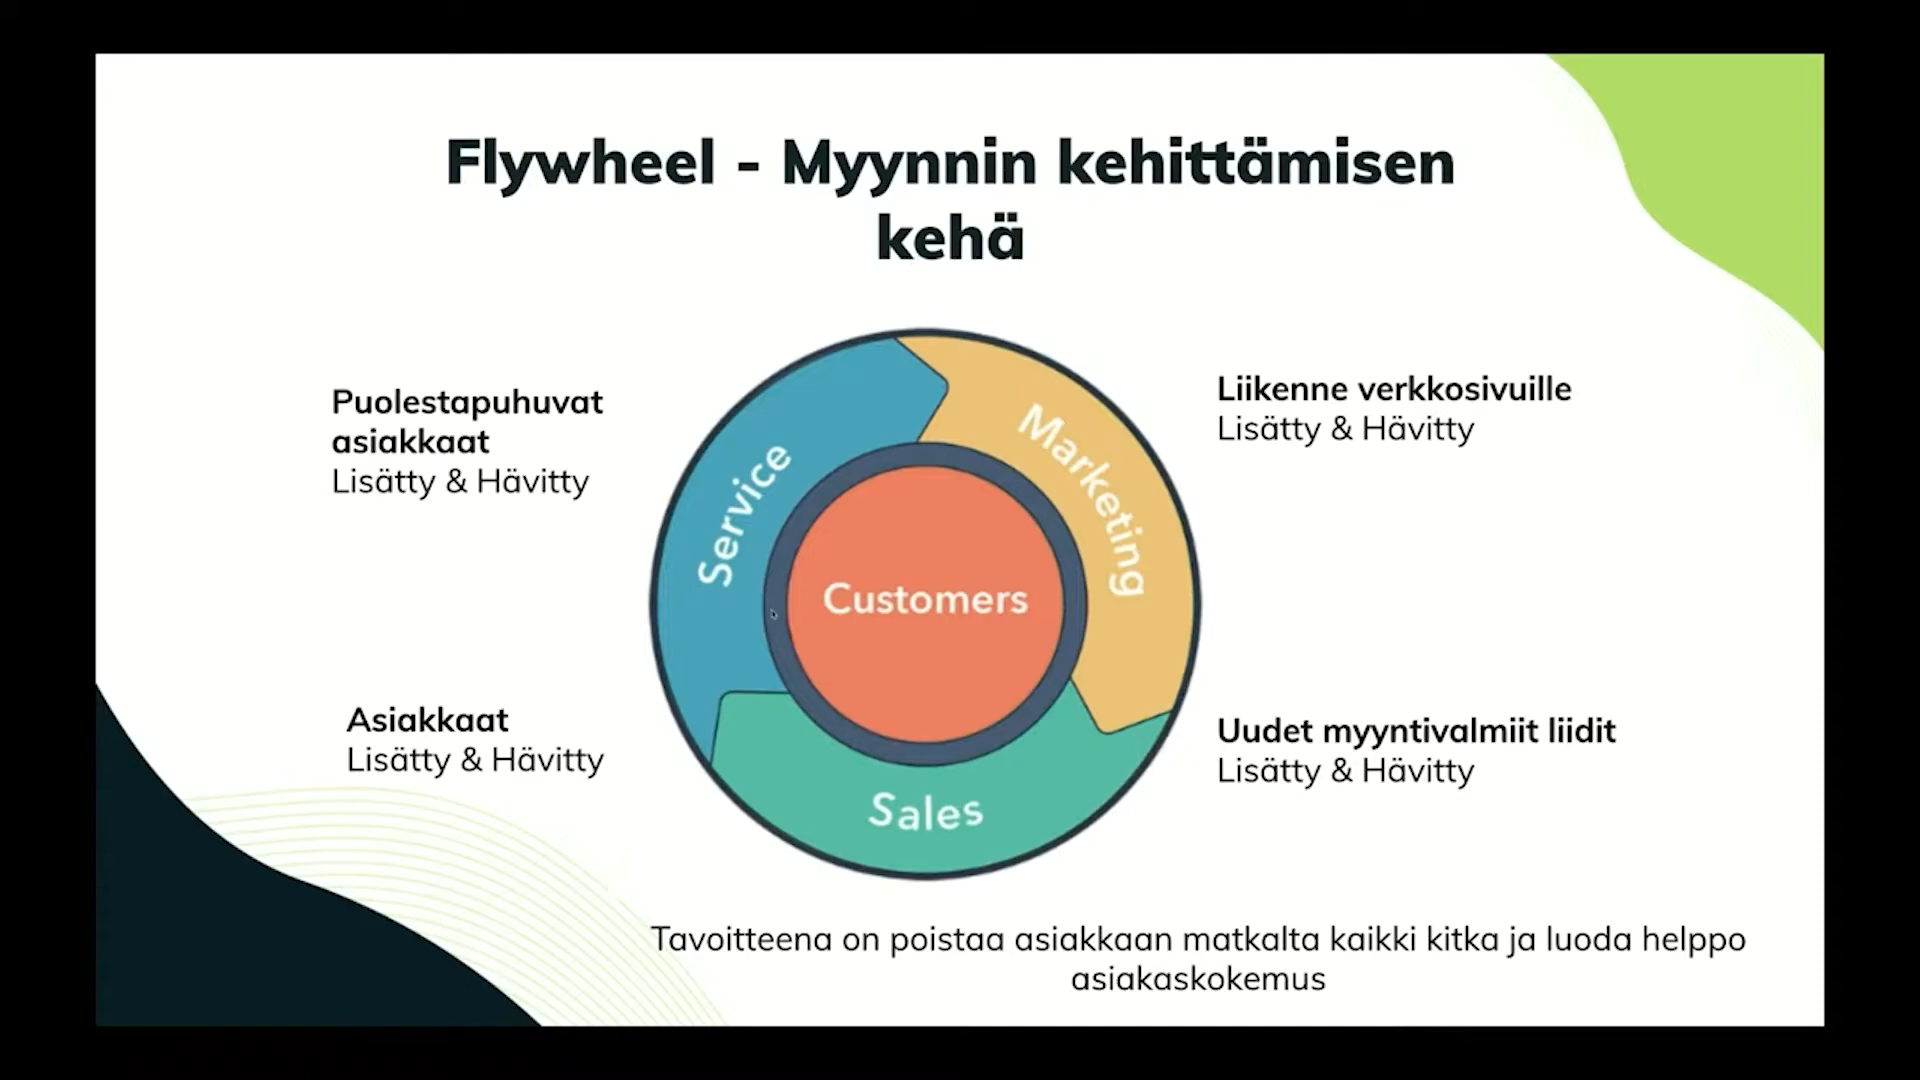 Flywheel - Myynnin kehittämisen
kehä
Puolestapuhuvat
asiakkaat
Lisätty & Hävitty
Liikenne verkkosivuille
Lisätty & Hävitty
Service
Marketing
Customers
Sales
Asiakkaat
Lisätty & Hävitty
Uudet myyntivalmiit liidit
Lisätty & Hävitty
Tavoitteena on poistaa asiakkaan matkalta kaikki kitka ja luoda helppo
asiakaskokemus